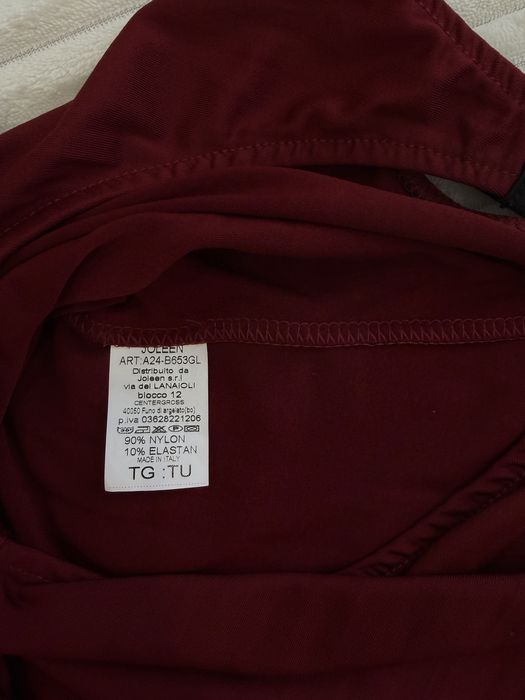 JOLEEN
ART:A24-B653GL
Distribuito da
Joleen s.r.l
via dei LANAIOLI
blocco 12
CENTERGROSS
40050 Funo di argelato(bo)
p.iva 03628221206
90% NYLON
10% ELASTAN
MADE IN ITALY
TG :TU